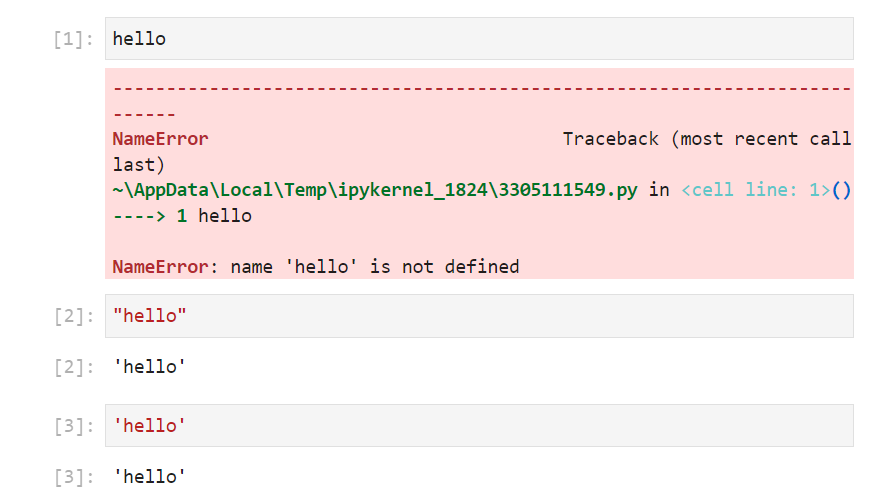 [1]: hello
---------------------------------------------------------------------
------
NameError                                 Traceback (most recent call
last)
~\AppData\Local\Temp\ipykernel_1824\3305111549.py in <cell line: 1>()
----> 1 hello
NameError: name 'hello' is not defined
[2]: "hello"
[2]: 'hello'
[3]: 'hello'
[3]: 'hello'